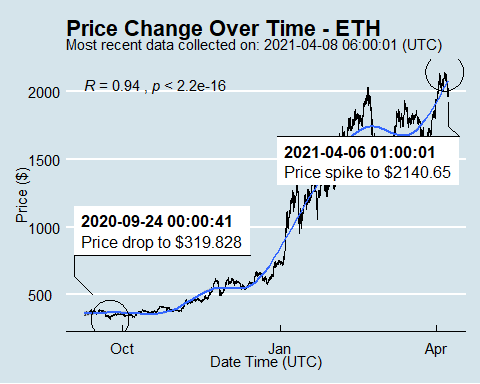 Price Change Over Time - ETH
Most recent data collected on: 2021-04-08 06:00:01 (UTC)
R = 0.94 , p < 2.2e-16
2000
1500
1000
500
Price ($)
2021-04-06 01:00:01
Price spike to $2140.65
2020-09-24 00:00:41
Price drop to $319.828
Oct
Jan
Apr
Date Time (UTC)